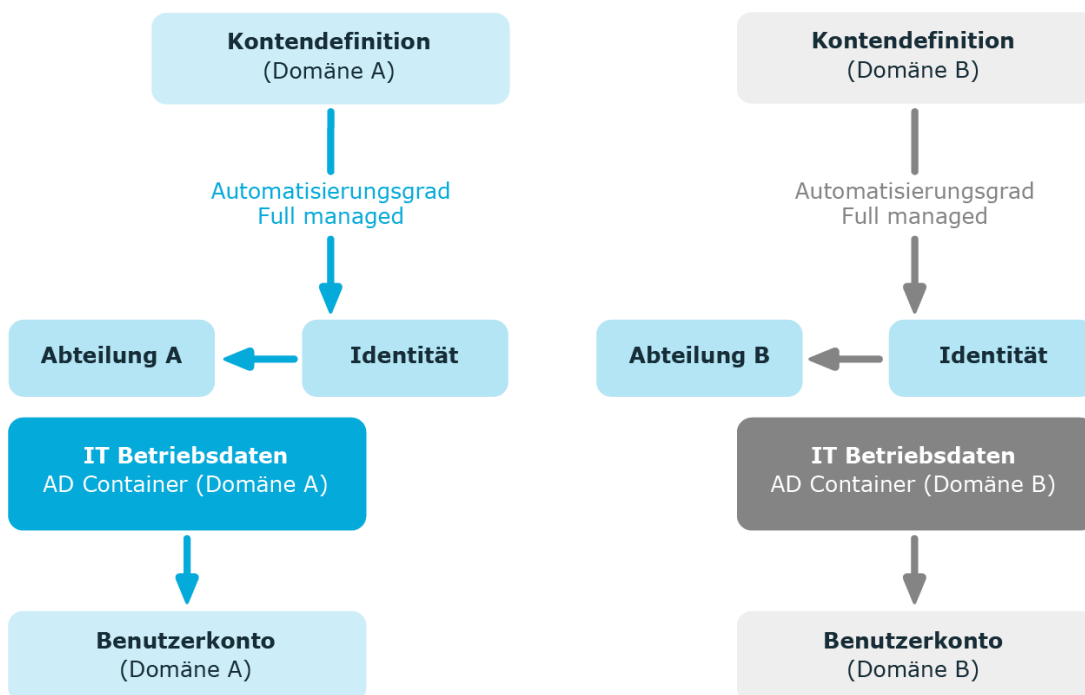 Kontendefinition
(Domäne A)
Automatisierungsgrad
Full managed
Abteilung A
Identität
IT Betriebsdaten
AD Container (Domäne A)
Benutzerkonto
(Domäne A)
Kontendefinition
(Domäne B)
Automatisierungsgrad
Full managed
Abteilung B
Identität
IT Betriebsdaten
AD Container (Domäne B)
Benutzerkonto
(Domäne B)